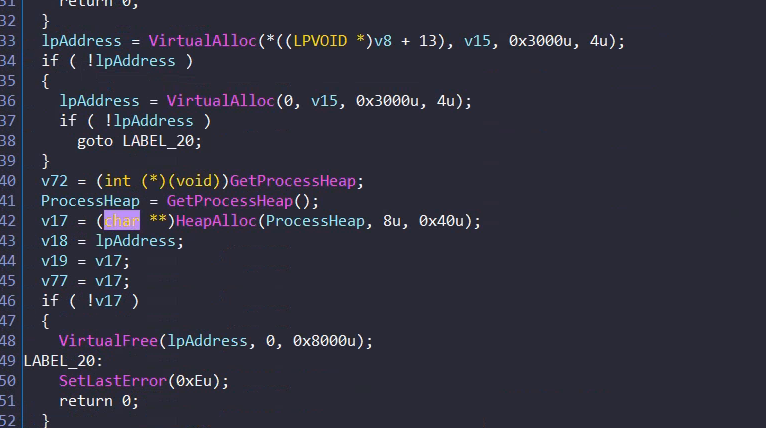 31 return 0;
32 }
33 lpAddress = VirtualAlloc(*((LPVOID *)v8 + 13), v15, 0x3000u, 4u);
34 if ( !lpAddress )
35 {
36 lpAddress = VirtualAlloc(0, v15, 0x3000u, 4u);
37 if ( !lpAddress )
38 goto LABEL_20;
39 }
40 v72 = (int (*)(void))GetProcessHeap;
41 ProcessHeap = GetProcessHeap();
42 v17 = (char **)HeapAlloc(ProcessHeap, 8u, 0x40u);
43 v18 = lpAddress;
44 v19 = v17;
45 v77 = v17;
46 if ( !v17 )
47 {
48 VirtualFree(lpAddress, 0, 0x8000u);
49 LABEL_20:
50 SetLastError(0xEu);
51 return 0;
52 }